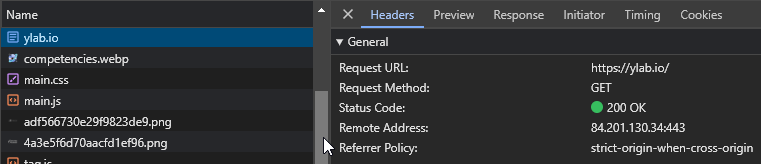 Name
ylab.io
competencies.webp
main.css
main.js
adf566730e29f9823de9.png
4a3e5f6d70aacfd1ef96.png
tag.js
Headers Preview Response Initiator Timing Cookies
General
Request URL: https://ylab.io/
Request Method: GET
Status Code: 200 OK
Remote Address: 84.201.130.34:443
Referrer Policy: strict-origin-when-cross-origin